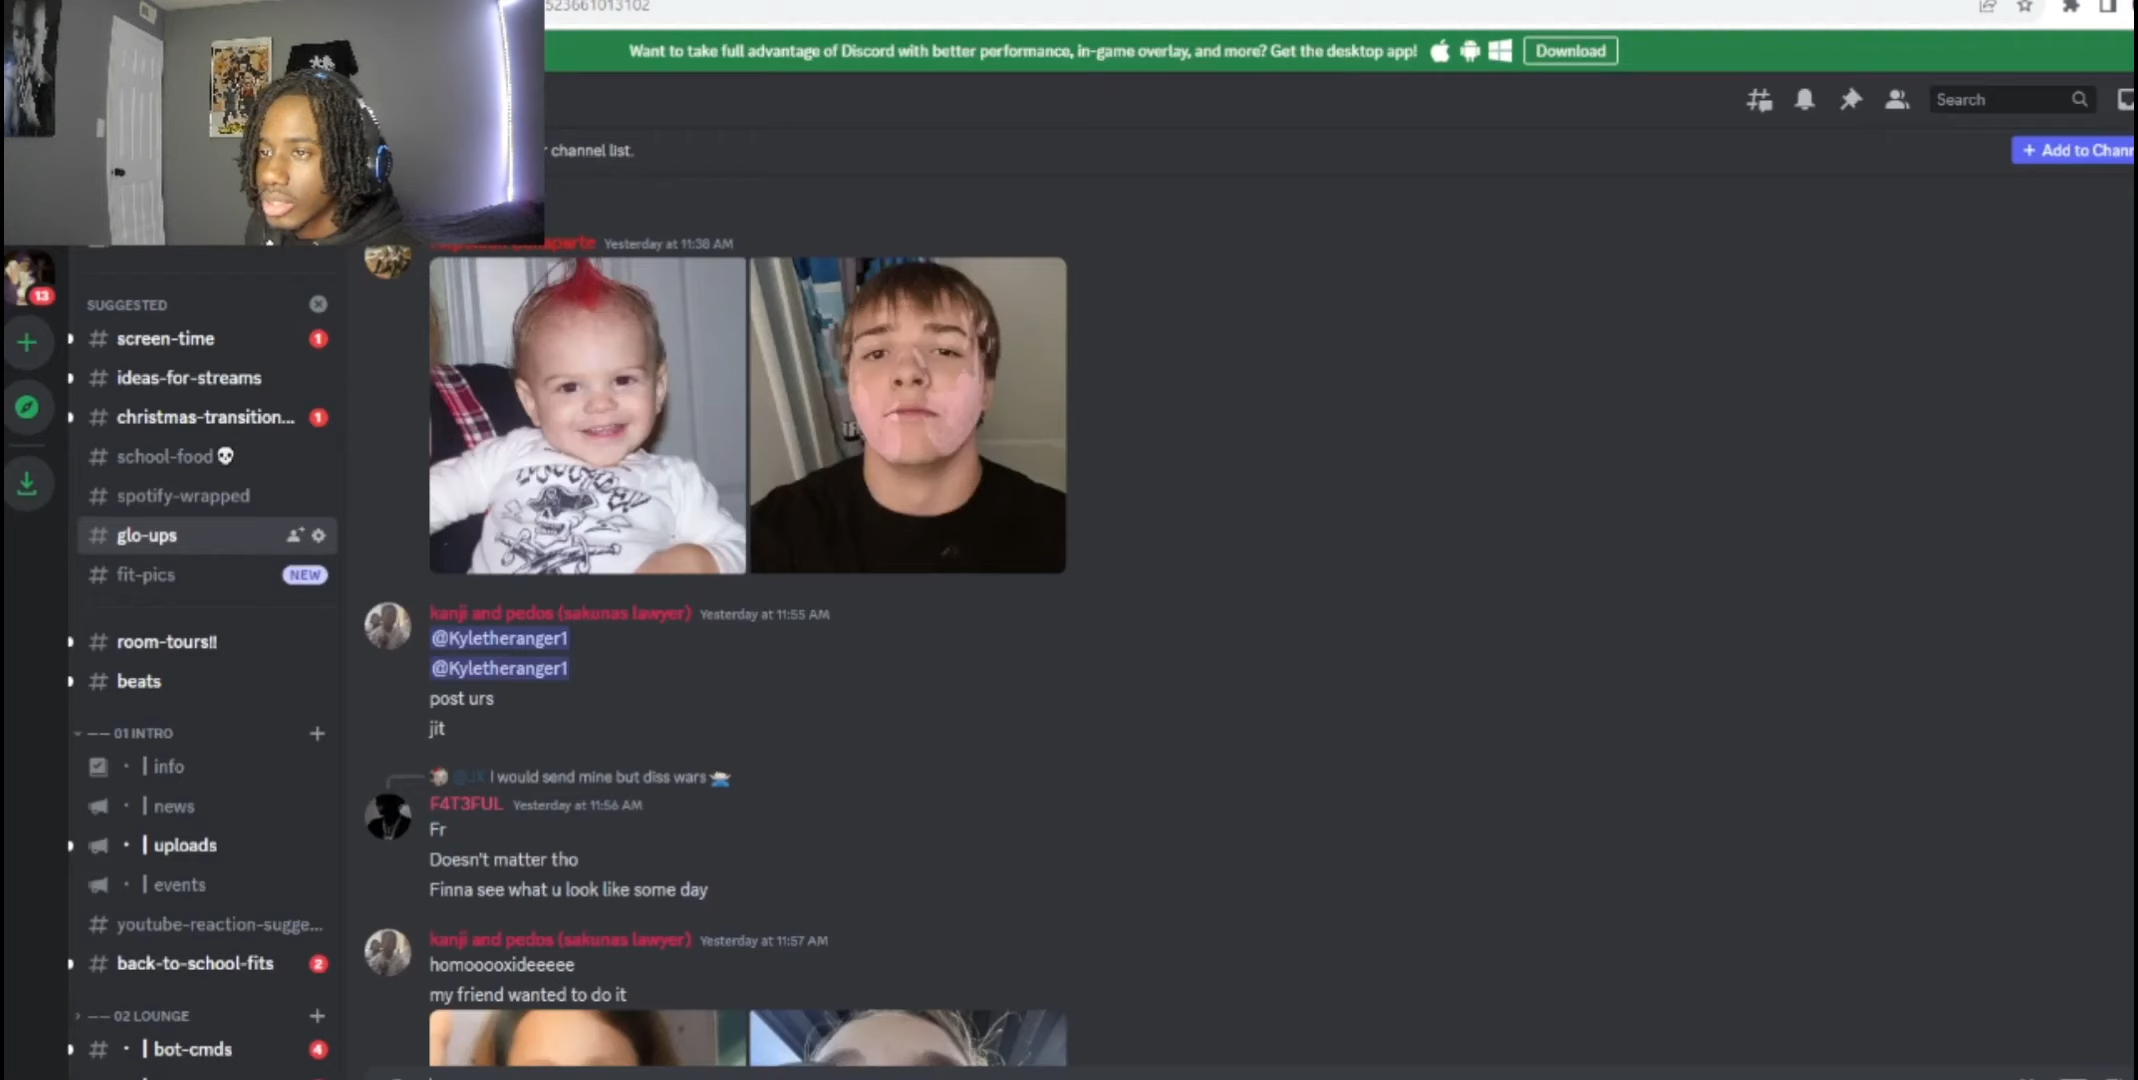 523661013102
Want to take full advantage of Discord with better performance, in-game overlay, and more? Get the desktop app!
Download
Search
channel list.
+ Add to Chann
Yesterday at 11:38 AM
13
SUGGESTED
# screen-time 1
# ideas-for-streams
# christmas-transition... 1
# school-food💀
# spotify-wrapped
# glo-ups
# fit-pics NEW
# room-tours!!
# beats
—— 01 INTRO +
· | info
· | news
· | uploads
· | events
# youtube-reaction-sugge...
# back-to-school-fits 2
—— 02 LOUNGE +
# · | bot-cmds 4
kanji and pedos (sakunas lawyer) Yesterday at 11:55 AM
@Kyletheranger1
@Kyletheranger1
post urs
jit
@JX I would send mine but diss wars
F4T3FUL Yesterday at 11:56 AM
Fr
Doesn't matter tho
Finna see what u look like some day
kanji and pedos (sakunas lawyer) Yesterday at 11:57 AM
homooooxideeeee
my friend wanted to do it